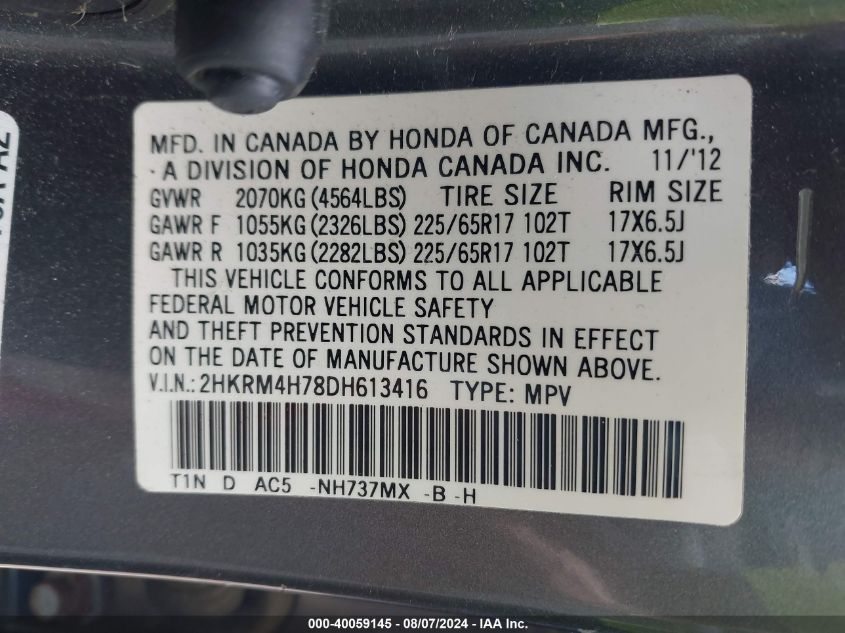 MFD. IN CANADA BY HONDA OF CANADA MFG.,
A DIVISION OF HONDA CANADA INC. 11/'12
GVWR 2070KG (4564LBS) TIRE SIZE RIM SIZE
GAWR F 1055KG (2326LBS) 225/65R17 102T 17X6.5J
GAWR R 1035KG (2282LBS) 225/65R17 102T 17X6.5J
THIS VEHICLE CONFORMS TO ALL APPLICABLE
FEDERAL MOTOR VEHICLE SAFETY
AND THEFT PREVENTION STANDARDS IN EFFECT
ON THE DATE OF MANUFACTURE SHOWN ABOVE.
V.I.N.: 2HKRM4H78DH613416 TYPE: MPV
T1N D AC5 -NH737MX -B -H
000-40059145 - 08/07/2024 - IAA Holdings, LLC.